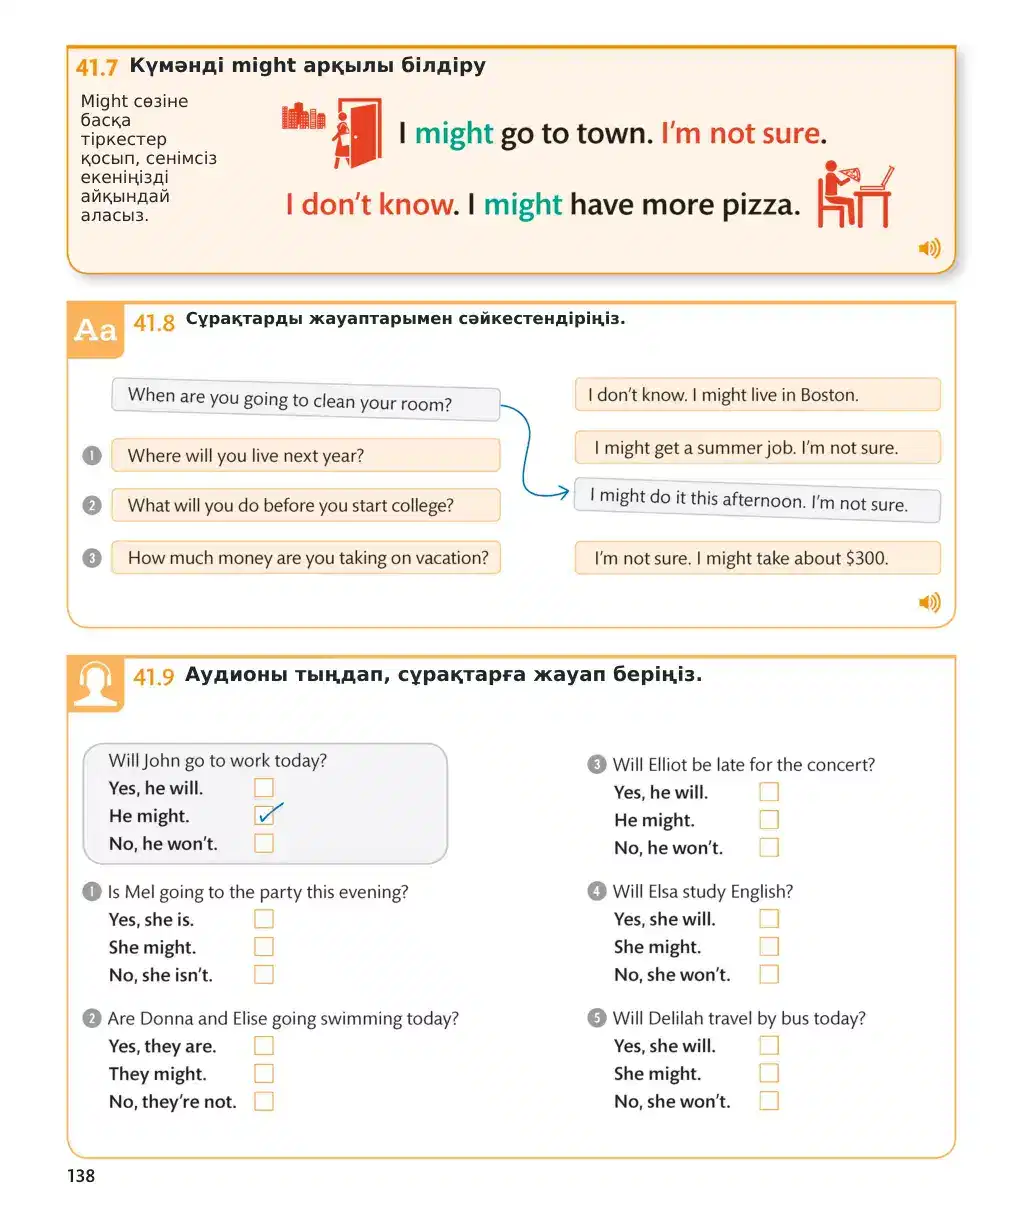 41.7 Күмәнді might арқылы білдіру
Might сөзіне
басқа
тіркестер
қосып, сенімсіз
екеніңізді
айқындай
аласыз.
I might go to town. I'm not sure.
I don't know. I might have more pizza.
Aa 41.8 Сұрақтарды жауаптарымен сәйкестендіріңіз.
When are you going to clean your room?
1 Where will you live next year?
2 What will you do before you start college?
3 How much money are you taking on vacation?
I don't know. I might live in Boston.
I might get a summer job. I'm not sure.
I might do it this afternoon. I'm not sure.
I'm not sure. I might take about $300.
41.9 Аудионы тыңдап, сұрақтарға жауап беріңіз.
Will John go to work today?
Yes, he will.
He might.
No, he won't.
1 Is Mel going to the party this evening?
Yes, she is.
She might.
No, she isn't.
2 Are Donna and Elise going swimming today?
Yes, they are.
They might.
No, they're not.
3 Will Elliot be late for the concert?
Yes, he will.
He might.
No, he won't.
4 Will Elsa study English?
Yes, she will.
She might.
No, she won't.
5 Will Delilah travel by bus today?
Yes, she will.
She might.
No, she won't.
138